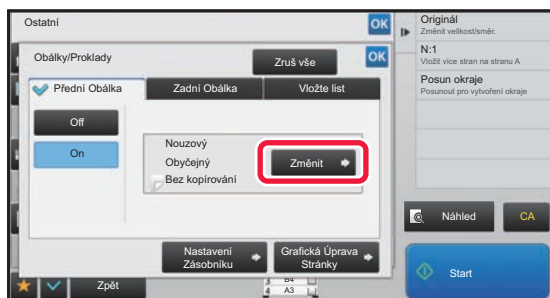 Ostatní
OK
Obálky/Proklady
Zruš vše
OK
Přední Obálka
Zadní Obálka
Vložte list
Off
On
Nouzový
Obyčejný
Bez kopírování
Změnit
Nastavení
Zásobníku
Grafická Úprava
Stránky
Zpět
3 B4
4 A3
Originál
Změnit velikost/směr.
N:1
Vložit více stran na stranu A
Posun okraje
Posunout pro vytvoření okraje
Náhled
CA
Start